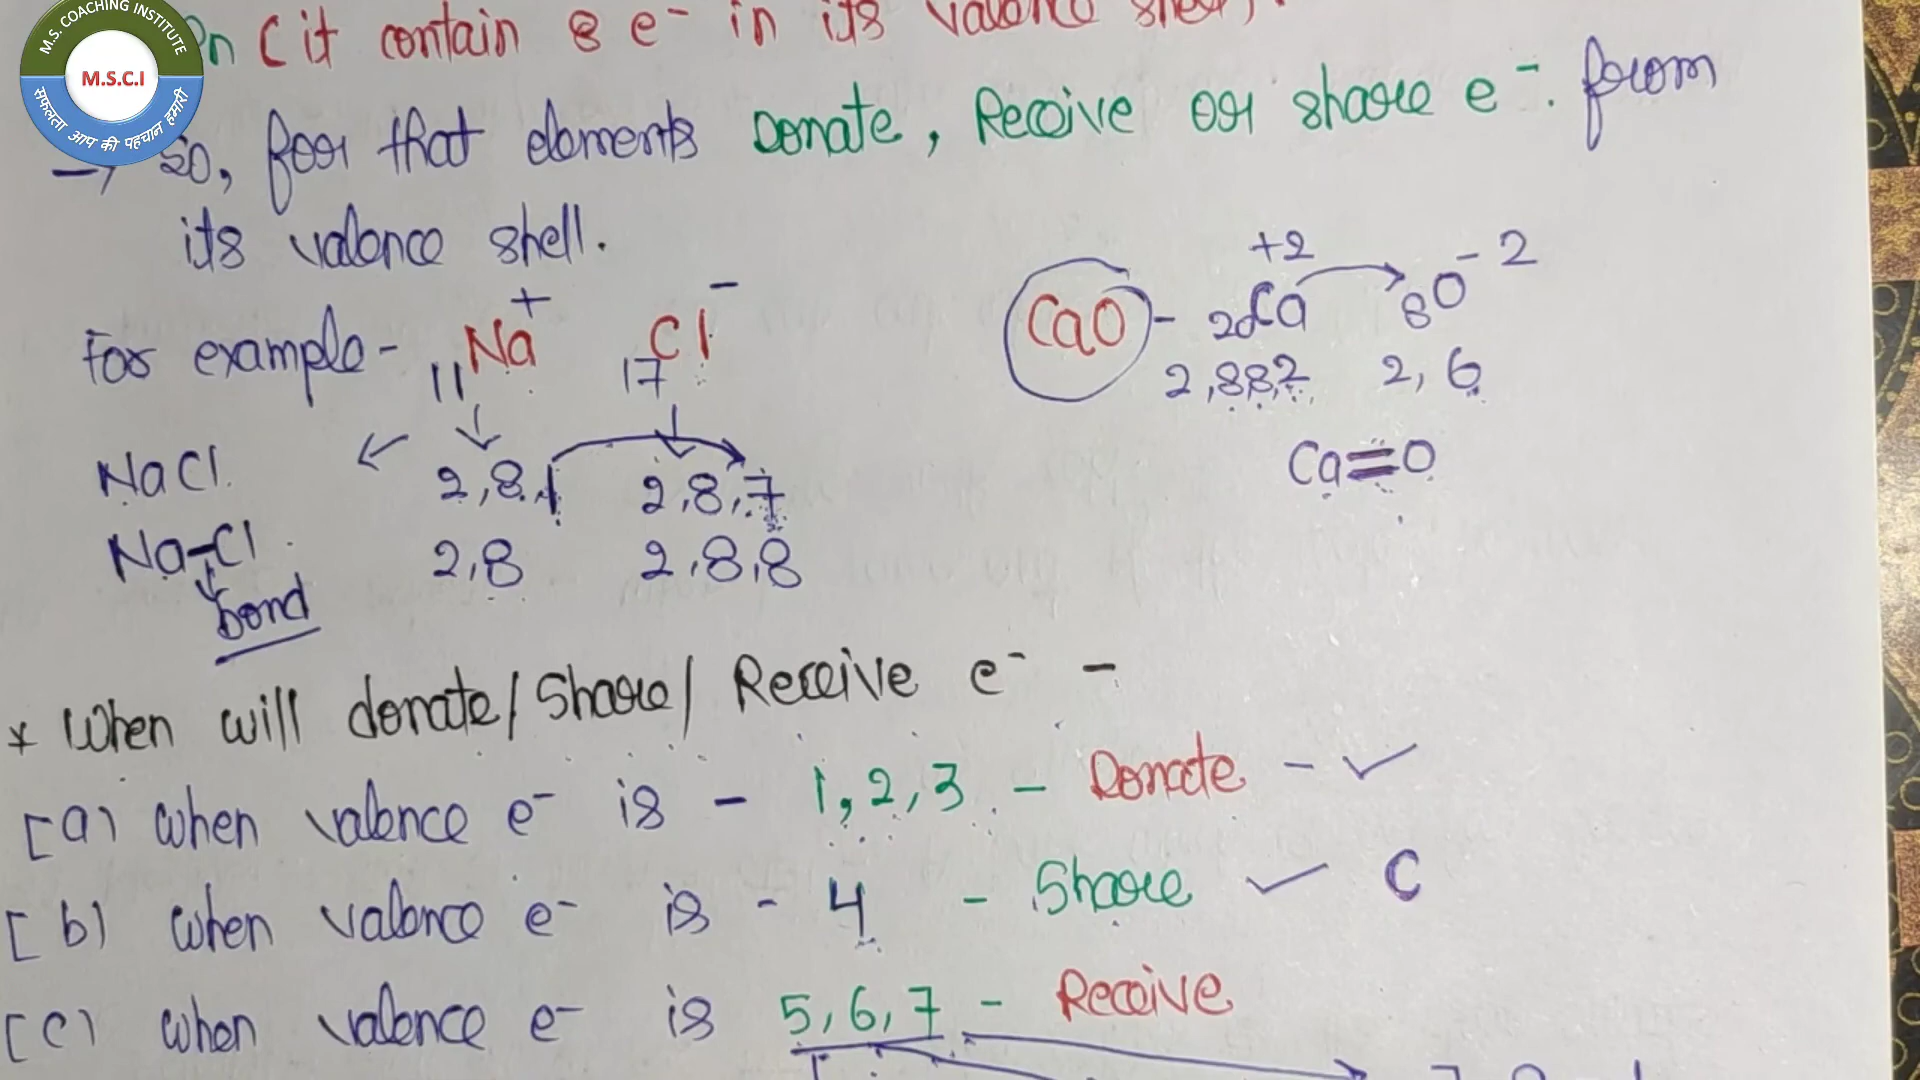 M.S. COACHING INSTITUTE
M.S.C.I
सफलता आप की पहचान हमारी
on C it contain 8 e⁻ in its valence shell.
→ so, for that elements Donate, Receive or share e⁻. from
its valence shell.
For example - ₁₁Na⁺ ₁₇Cl⁻
CaO - ₂₀Ca⁺² ₈O⁻²
2,8,8,2 2,6
Ca=O
NaCl. ← 2,8,1 2,8,7
Na-Cl 2,8 2,8,8
bond
* When will donate/Share/Receive e⁻ -
[a) when valence e⁻ is - 1,2,3 - Donate - ✓
[b) when valence e⁻ is - 4 - Share ✓ C
[c) when valence e⁻ is 5,6,7 - Receive